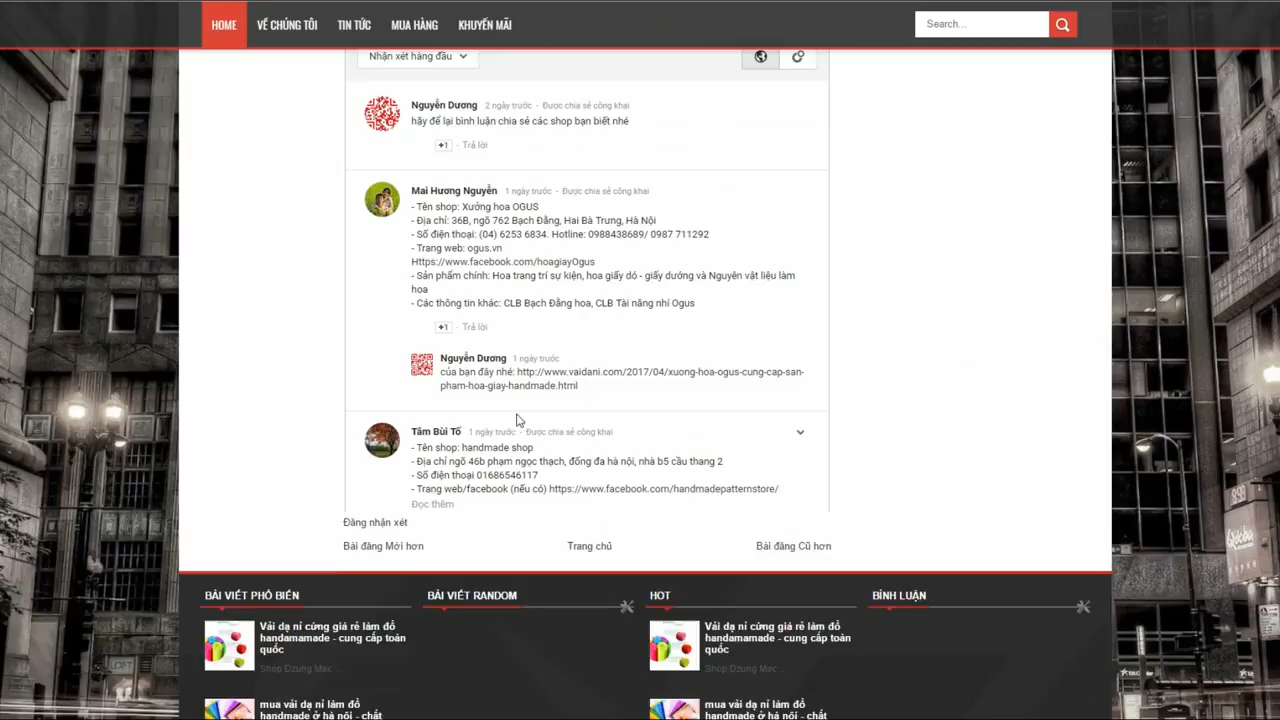 HOME VỀ CHÚNG TÔI TIN TỨC MUA HÀNG KHUYẾN MÃI Search...
Nhận xét hàng đầu
Nguyễn Dương 2 ngày trước - Được chia sẻ công khai
hãy để lại bình luận chia sẻ các shop bạn biết nhé
+1 · Trả lời
Mai Hương Nguyễn 1 ngày trước - Được chia sẻ công khai
- Tên shop: Xưởng hoa OGUS
- Địa chỉ: 36B, ngõ 762 Bạch Đằng, Hai Bà Trưng, Hà Nội
- Số điện thoại: (04) 6253 6834. Hotline: 0988438689/ 0987 711292
- Trang web: ogus.vn
Https://www.facebook.com/hoagiayOgus
- Sản phẩm chính: Hoa trang trí sự kiện, hoa giấy dó - giấy dướng và Nguyên vật liệu làm
hoa
- Các thông tin khác: CLB Bạch Đằng hoa, CLB Tài năng nhí Ogus
+1 · Trả lời
Nguyễn Dương 1 ngày trước
của bạn đây nhé: http://www.vaidani.com/2017/04/xuong-hoa-ogus-cung-cap-san-
pham-hoa-giay-handmade.html
Tâm Bùi Tố 1 ngày trước - Được chia sẻ công khai
- Tên shop: handmade shop
- Địa chỉ ngõ 46b phạm ngọc thạch, đống đa hà nội, nhà b5 cầu thang 2
- Số điện thoại 01686546117
- Trang web/facebook (nếu có) https://www.facebook.com/handmadepatternstore/
Đọc thêm
Đăng nhận xét
Bài đăng Mới hơn Trang chủ Bài đăng Cũ hơn
BÀI VIẾT PHỔ BIẾN BÀI VIẾT RANDOM HOT BÌNH LUẬN
Vải dạ nỉ cứng giá rẻ làm đồ
handamamade - cung cấp toàn
quốc
Shop Dzung Mac ...
mua vải dạ nỉ làm đồ
handmade ở hà nội - chất
Vải dạ nỉ cứng giá rẻ làm đồ
handamamade - cung cấp toàn
quốc
Shop Dzung Mac ...
mua vải dạ nỉ làm đồ
handmade ở hà nội - chất
LOFT